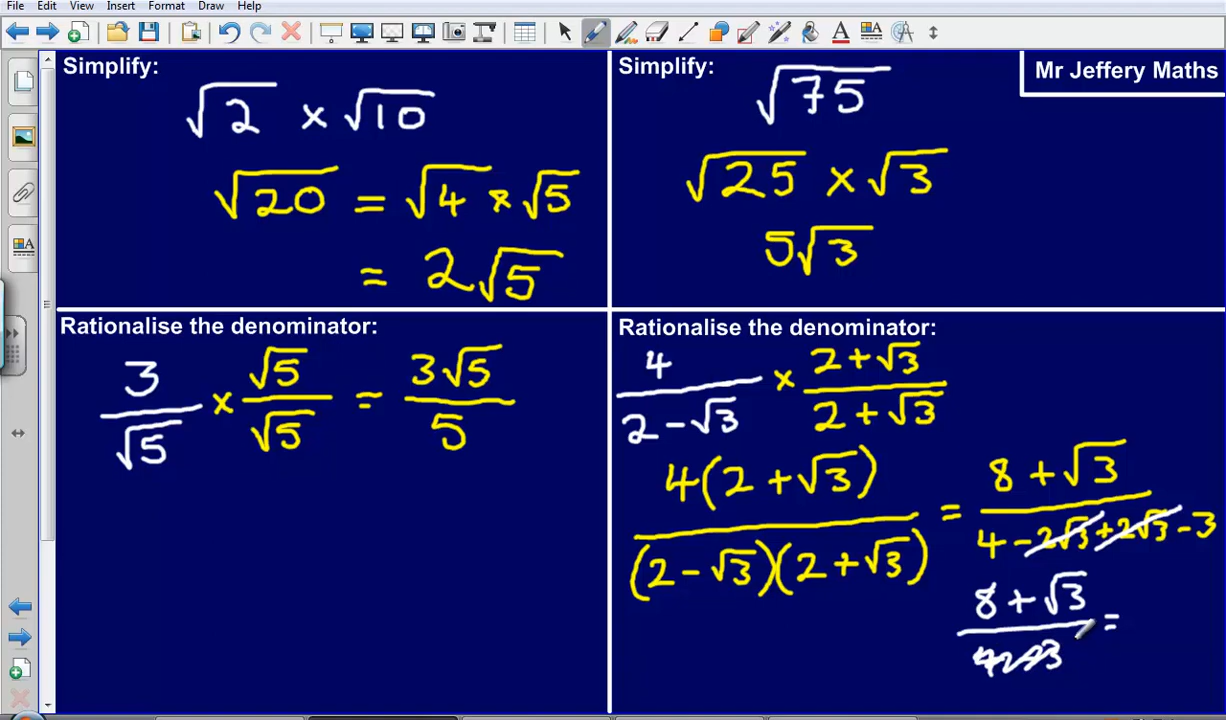 File Edit View Insert Format Draw Help
Simplify:
√2 x √10
√20 = √4 x √5
= 2√5
Simplify:
Mr Jeffery Maths
√75
√25 x √3
5√3
Rationalise the denominator:
3/√5 x √5/√5 = 3√5/5
Rationalise the denominator:
4/(2 - √3) x (2 + √3)/(2 + √3)
4(2 + √3)/(2 - √3)(2 + √3) = (8 + √3)/(4 - 2√3 + 2√3 - 3)
8 + √3 =